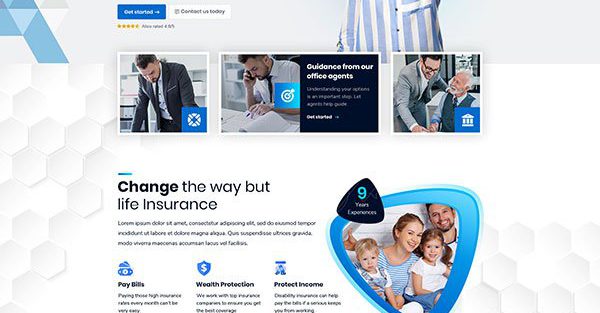 Get started →
Contact us today
Alies rated 4.8/5
Guidance from our
office agents
Understanding your options
is an important step. Let
agents help guide
Get started →
Change the way but
life Insurance
Lorem ipsum dolor sit amet, consectetur adipiscing elit, sed do eiusmod tempor
incididunt ut labore et dolore magna aliqua. Quis suspendisse ultrices gravida,
modo viverra maecenas accumsan lacus vel facilisis.
9
Years
Experiences
Pay Bills
Paying those high insurance
rates every month can't be
very easy.
Wealth Protection
We work with top insurance
companies to ensure you get
the best coverage
Protect Income
Disability insurance can help
pay the bills if a serious keeps
you from working.